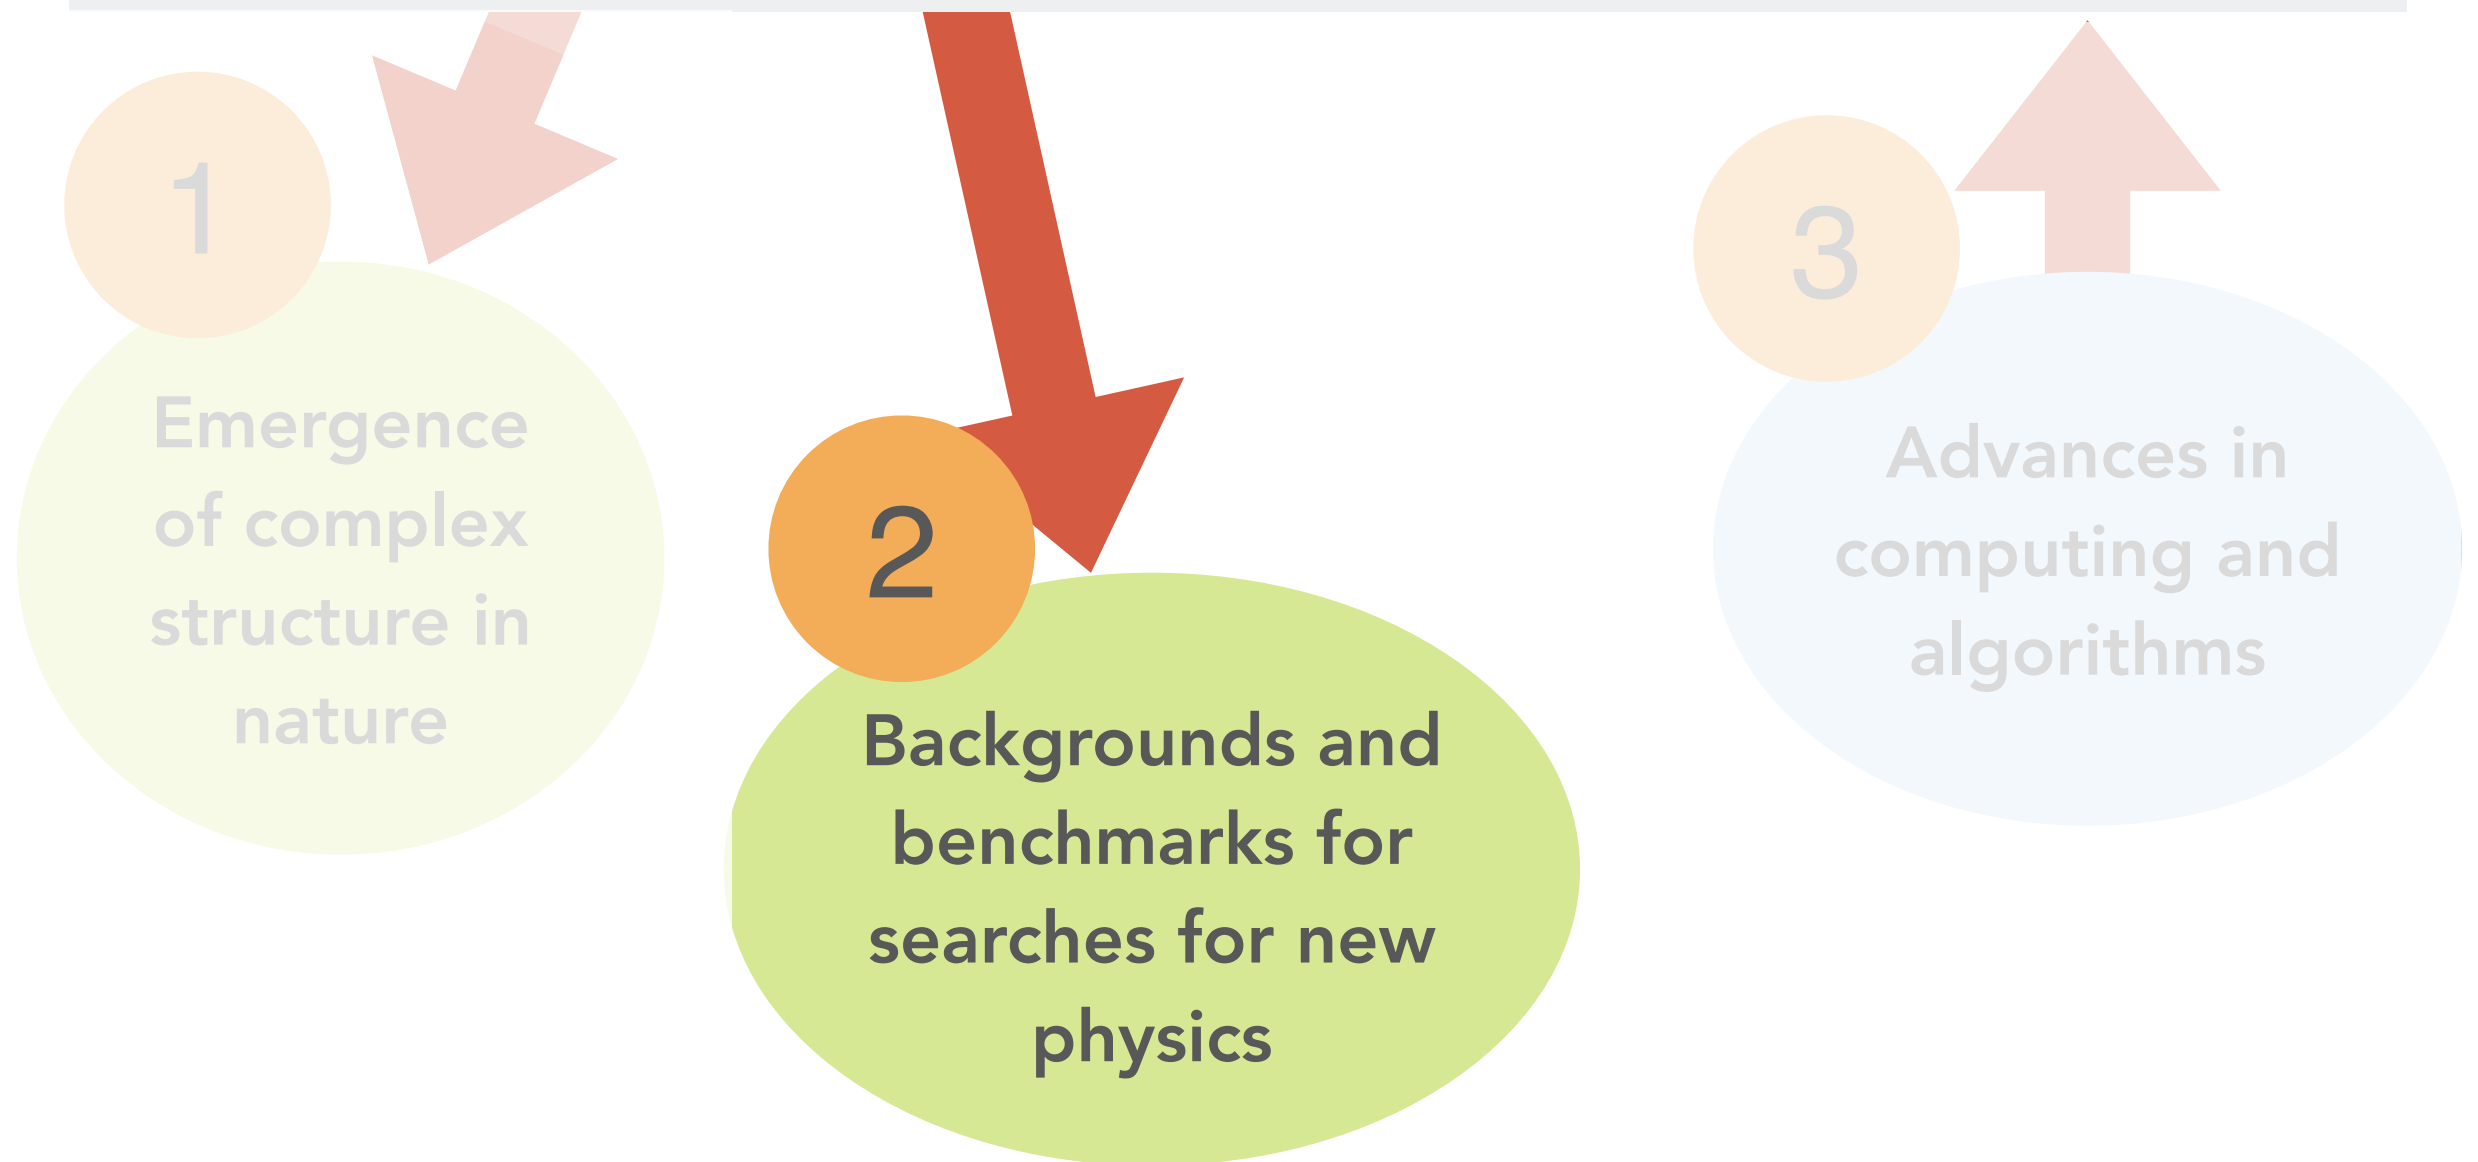 1
Emergence
of complex
structure in
nature
2
Backgrounds and
benchmarks for
searches for new
physics
3
Advances in
computing and
algorithms